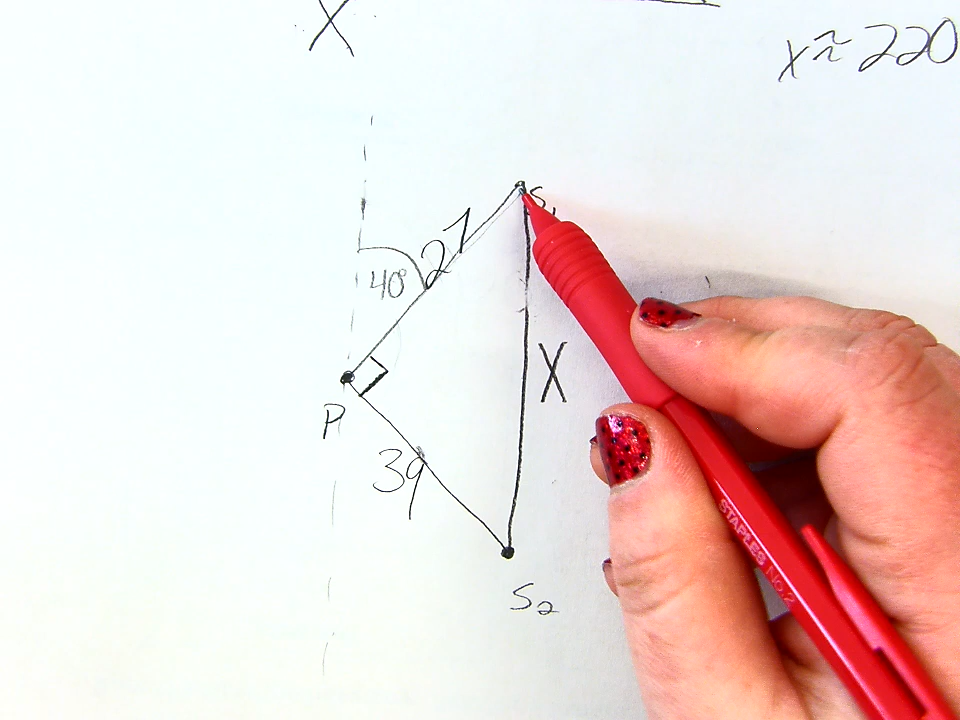 X
x ≈ 220
S₁
27
40°
X
P
39
S₂
STAPLES No.2